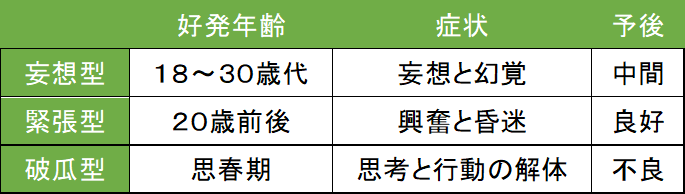 好発年齢 症状 予後
妄想型 18～30歳代 妄想と幻覚 中間
緊張型 20歳前後 興奮と昏迷 良好
破瓜型 思春期 思考と行動の解体 不良